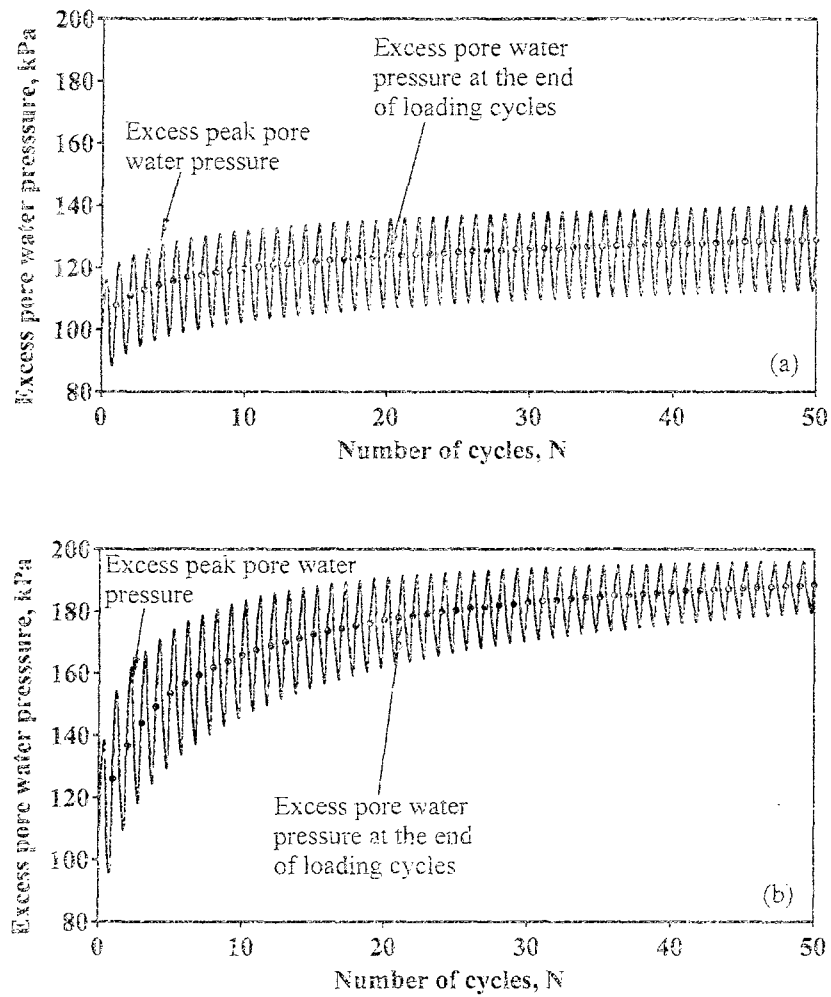 200
180
160
140
120
100
80
Excess pore water presssure, kPa
Excess pore water
pressure at the end
of loading cycles
Excess peak pore
water pressure
(a)
0
10
20
30
40
50
Number of cycles, N
200
180
160
140
120
100
80
Excess pore water presssure, kPa
Excess peak pore water
pressure
Excess pore water
pressure at the end
of loading cycles
(b)
0
10
20
30
40
50
Number of cycles, N